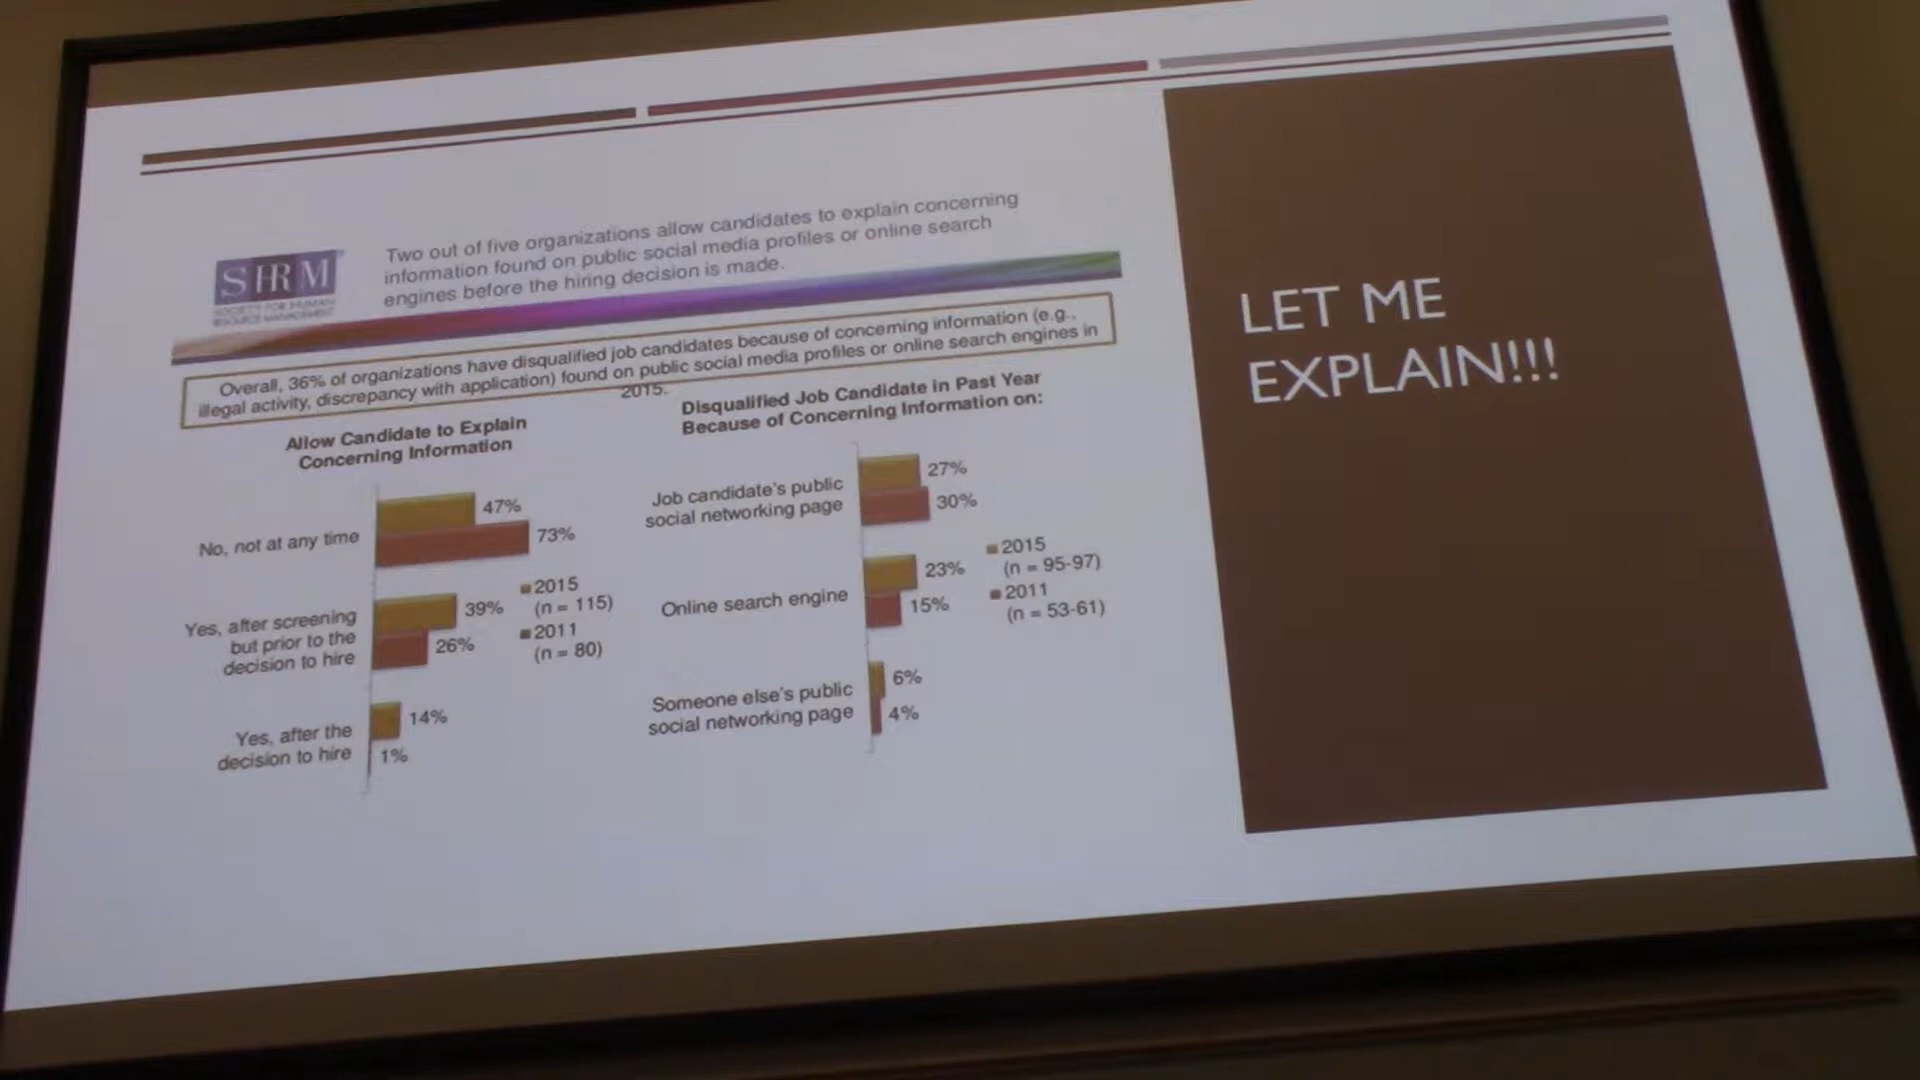 Two out of five organizations allow candidates to explain concerning
information found on public social media profiles or online search
engines before the hiring decision is made.
SHRM
SOCIETY FOR HUMAN
RESOURCE MANAGEMENT
Overall, 36% of organizations have disqualified job candidates because of concerning information (e.g.,
illegal activity, discrepancy with application) found on public social media profiles or online search engines in
2015.
Allow Candidate to Explain
Concerning Information
No, not at any time
47%
73%
Yes, after screening
but prior to the
decision to hire
39%
26%
Yes, after the
decision to hire
14%
1%
2015
(n = 115)
2011
(n = 80)
Disqualified Job Candidate in Past Year
Because of Concerning Information on:
Job candidate's public
social networking page
27%
30%
Online search engine
23%
15%
Someone else's public
social networking page
6%
4%
2015
(n = 95-97)
2011
(n = 53-61)
LET ME
EXPLAIN!!!